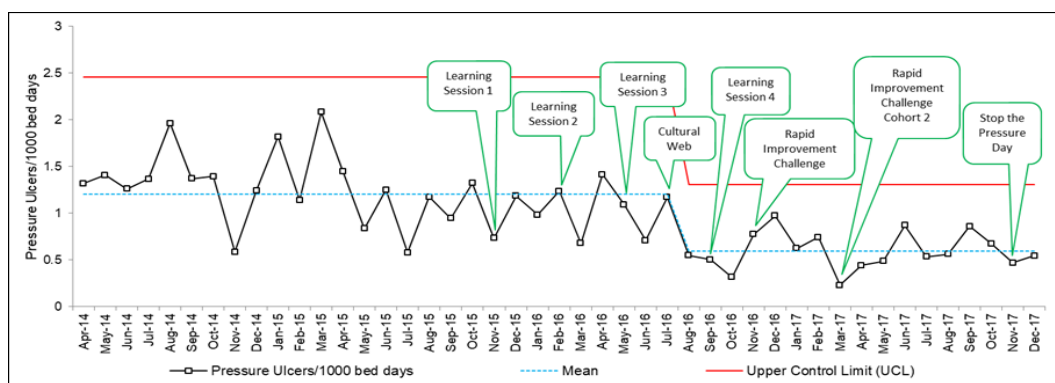 3
2.5
2
1.5
1
0.5
0
Pressure Ulcers/1000 bed days
Learning
Session 1
Learning
Session 2
Learning
Session 3
Cultural
Web
Learning
Session 4
Rapid
Improvement
Challenge
Rapid
Improvement
Challenge
Cohort 2
Stop the
Pressure
Day
Apr-14
May-14
Jun-14
Jul-14
Aug-14
Sep-14
Oct-14
Nov-14
Dec-14
Jan-15
Feb-15
Mar-15
Apr-15
May-15
Jun-15
Jul-15
Aug-15
Sep-15
Oct-15
Nov-15
Dec-15
Jan-16
Feb-16
Mar-16
Apr-16
May-16
Jun-16
Jul-16
Aug-16
Sep-16
Oct-16
Nov-16
Dec-16
Jan-17
Feb-17
Mar-17
Apr-17
May-17
Jun-17
Jul-17
Aug-17
Sep-17
Oct-17
Nov-17
Dec-17
Pressure Ulcers/1000 bed days
Mean
Upper Control Limit (UCL)